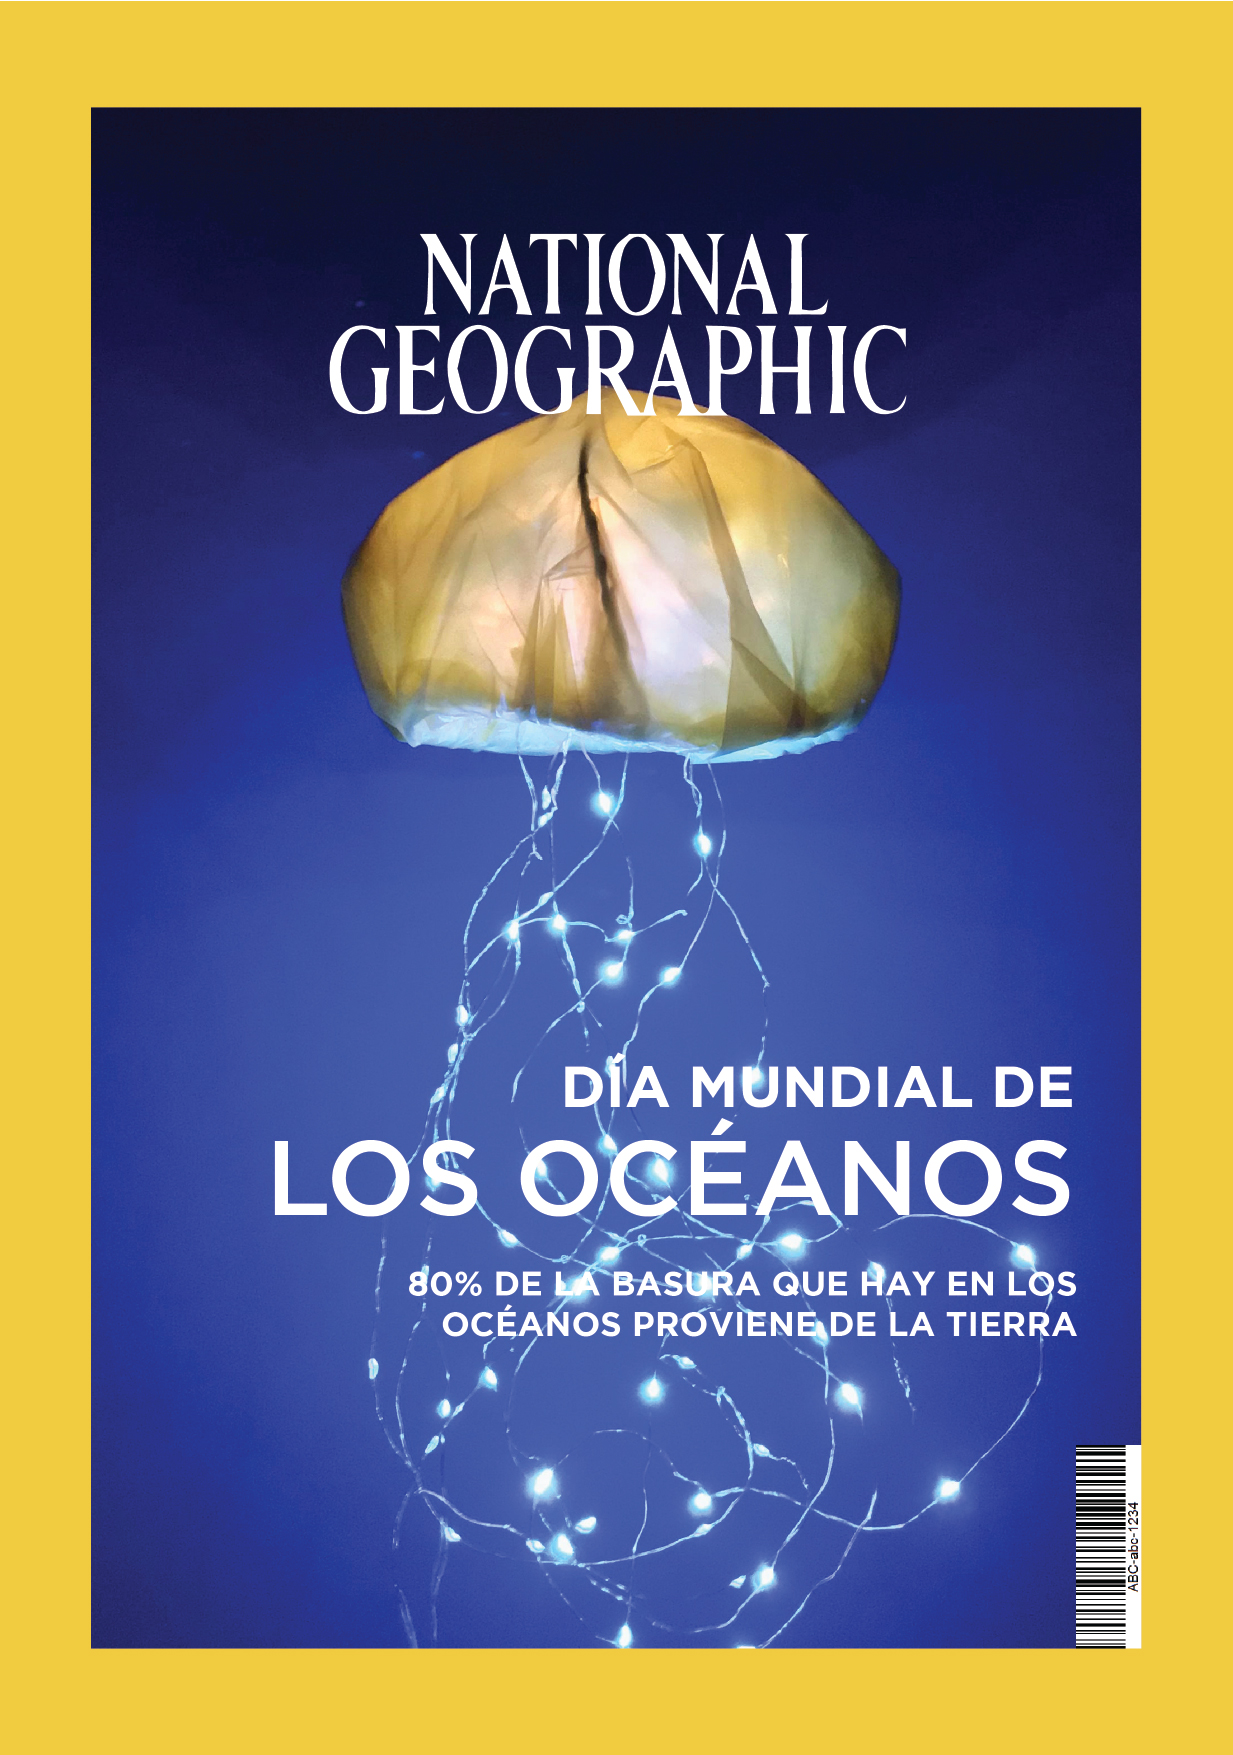 NATIONAL
GEOGRAPHIC
DÍA MUNDIAL DE
LOS OCÉANOS
80% DE LA BASURA QUE HAY EN LOS
OCÉANOS PROVIENE DE LA TIERRA
ABC-abc-1234